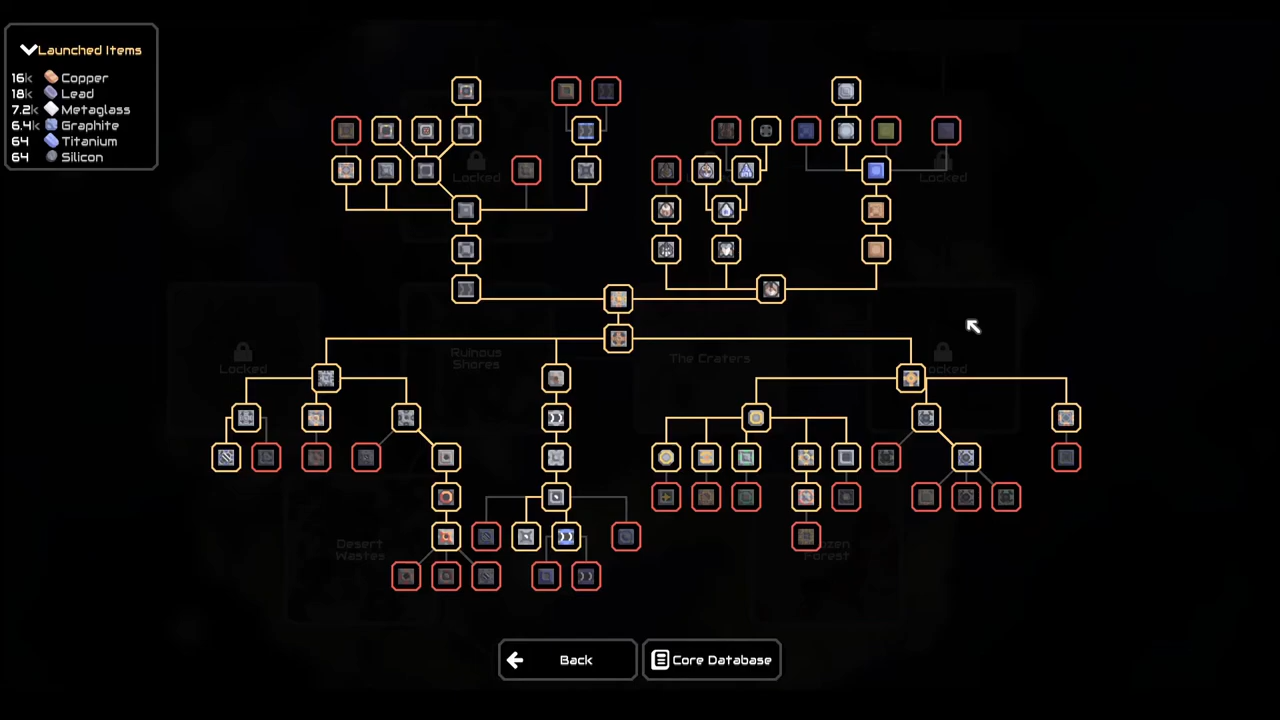 Launched Items
16k Copper
18k Lead
7.2k Metaglass
6.4k Graphite
64 Titanium
64 Silicon
Locked
Locked
Locked
Ruinous
Shores
The Craters
Locked
Desert
Wastes
Frozen
Forest
Back
Core Database